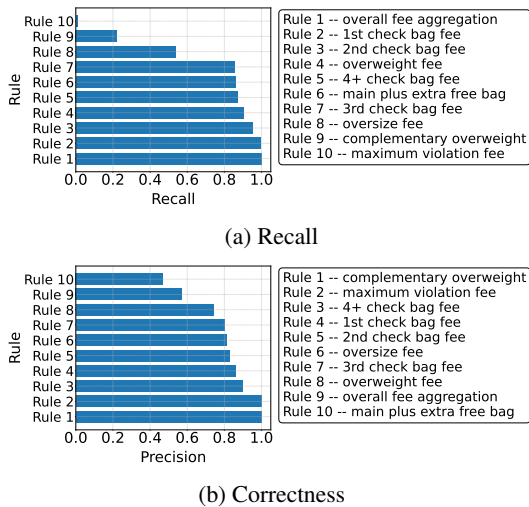 Rule 10
Rule 9
Rule 8
Rule 7
Rule 6
Rule 5
Rule 4
Rule 3
Rule 2
Rule 1
Rule
0.0 0.2 0.4 0.6 0.8 1.0
Recall
Rule 1 -- overall fee aggregation
Rule 2 -- 1st check bag fee
Rule 3 -- 2nd check bag fee
Rule 4 -- overweight fee
Rule 5 -- 4+ check bag fee
Rule 6 -- main plus extra free bag
Rule 7 -- 3rd check bag fee
Rule 8 -- oversize fee
Rule 9 -- complementary overweight
Rule 10 -- maximum violation fee
(a) Recall
Rule 10
Rule 9
Rule 8
Rule 7
Rule 6
Rule 5
Rule 4
Rule 3
Rule 2
Rule 1
Rule
0.0 0.2 0.4 0.6 0.8 1.0
Precision
Rule 1 -- complementary overweight
Rule 2 -- maximum violation fee
Rule 3 -- 4+ check bag fee
Rule 4 -- 1st check bag fee
Rule 5 -- 2nd check bag fee
Rule 6 -- oversize fee
Rule 7 -- 3rd check bag fee
Rule 8 -- overweight fee
Rule 9 -- overall fee aggregation
Rule 10 -- main plus extra free bag
(b) Correctness